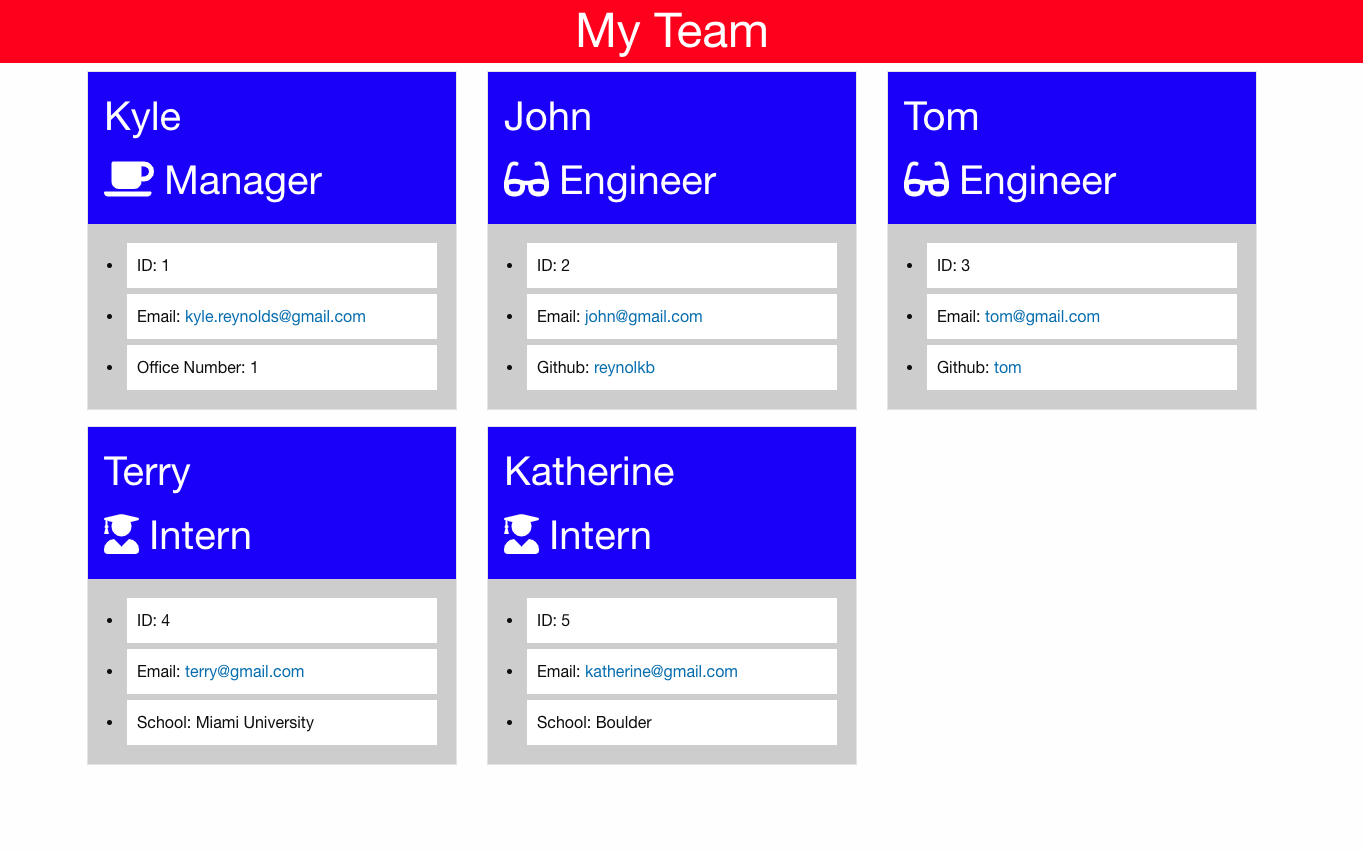 My Team
Kyle
Manager
ID: 1
Email: kyle.reynolds@gmail.com
Office Number: 1
John
Engineer
ID: 2
Email: john@gmail.com
Github: reynolkb
Tom
Engineer
ID: 3
Email: tom@gmail.com
Github: tom
Terry
Intern
ID: 4
Email: terry@gmail.com
School: Miami University
Katherine
Intern
ID: 5
Email: katherine@gmail.com
School: Boulder